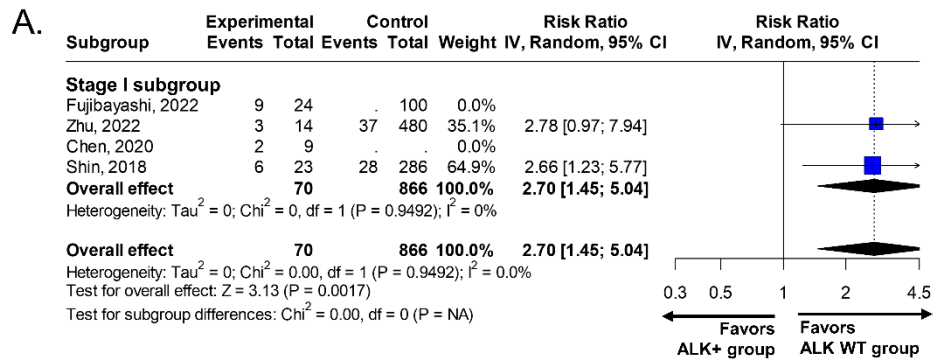 A.
Experimental Control Risk Ratio Risk Ratio
Subgroup Events Total Events Total Weight IV, Random, 95% CI IV, Random, 95% CI
Stage I subgroup
Fujibayashi, 2022 9 24 . 100 0.0%
Zhu, 2022 3 14 37 480 35.1% 2.78 [0.97; 7.94]
Chen, 2020 2 9 . . 0.0%
Shin, 2018 6 23 28 286 64.9% 2.66 [1.23; 5.77]
Overall effect 70 866 100.0% 2.70 [1.45; 5.04]
Heterogeneity: Tau² = 0; Chi² = 0, df = 1 (P = 0.9492); I² = 0%
Overall effect 70 866 100.0% 2.70 [1.45; 5.04]
Heterogeneity: Tau² = 0; Chi² = 0.00, df = 1 (P = 0.9492); I² = 0.0%
Test for overall effect: Z = 3.13 (P = 0.0017)
Test for subgroup differences: Chi² = 0.00, df = 0 (P = NA)
0.3 0.5 1 2 4.5
Favors Favors
ALK+ group ALK WT group